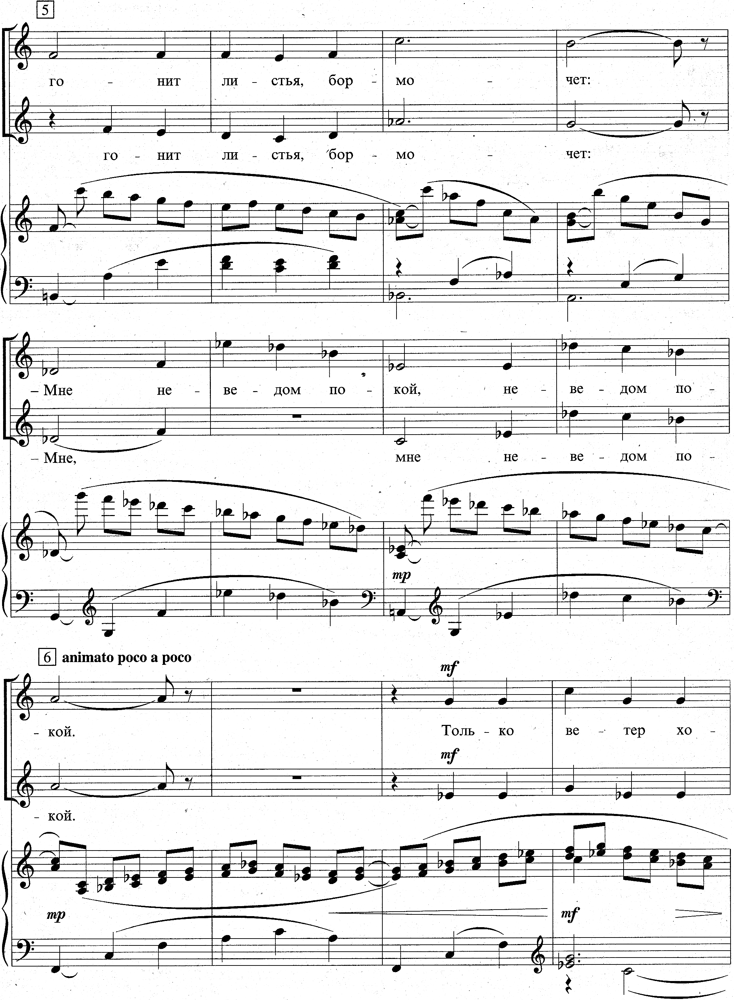 5
го - нит ли - стья, бор - мо - чет:
го - нит ли - стья, бор - мо - чет:
– Мне не - ве - дом по - кой, не - ве - дом по -
– Мне, мне не - ве - дом по -
mp
6 animato poco a poco
mf
- кой. Толь - ко ве - тер хо -
mf
- кой.
mp mf